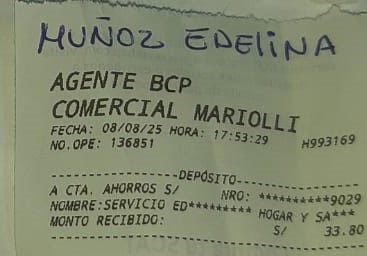 MUÑOZ EDELINA
AGENTE BCP
COMERCIAL MARIOLLI
FECHA: 08/08/25 HORA: 17:53:29 H993169
NO.OPE: 136851
--------------------DEPÓSITO--------------------
A CTA. AHORROS S/ NRO: **********9029
NOMBRE:SERVICIO ED********* HOGAR Y SA***
MONTO RECIBIDO: S/ 33.80